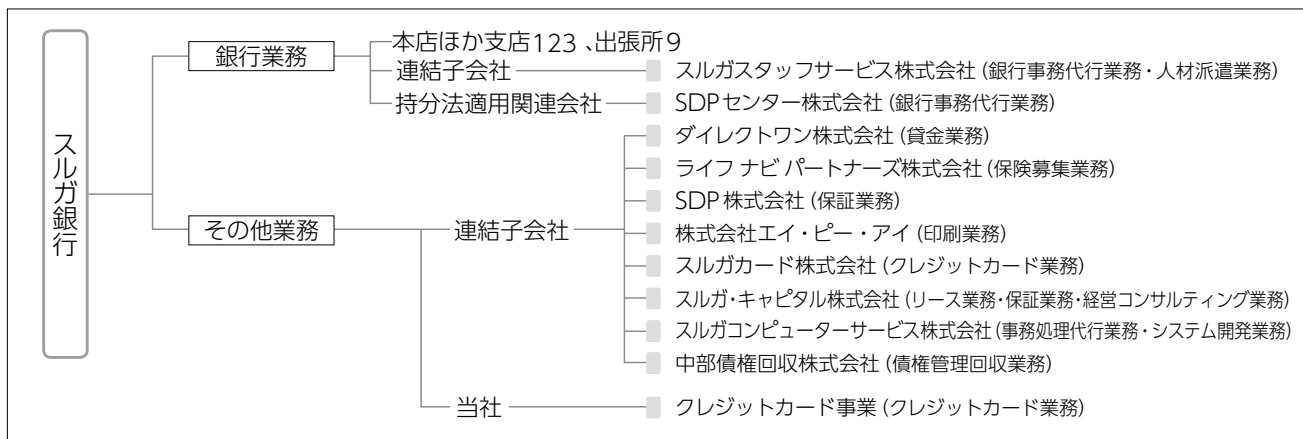 スルガ銀行
銀行業務
本店ほか支店123、出張所9
連結子会社
スルガスタッフサービス株式会社(銀行事務代行業務・人材派遣業務)
持分法適用関連会社
SDPセンター株式会社(銀行事務代行業務)
その他業務
連結子会社
ダイレクトワン株式会社(貸金業務)
ライフ ナビ パートナーズ株式会社(保険募集業務)
SDP株式会社(保証業務)
株式会社エイ・ピー・アイ(印刷業務)
スルガカード株式会社(クレジットカード業務)
スルガ・キャピタル株式会社(リース業務・保証業務・経営コンサルティング業務)
スルガコンピューターサービス株式会社(事務処理代行業務・システム開発業務)
中部債権回収株式会社(債権管理回収業務)
当社
クレジットカード事業(クレジットカード業務)